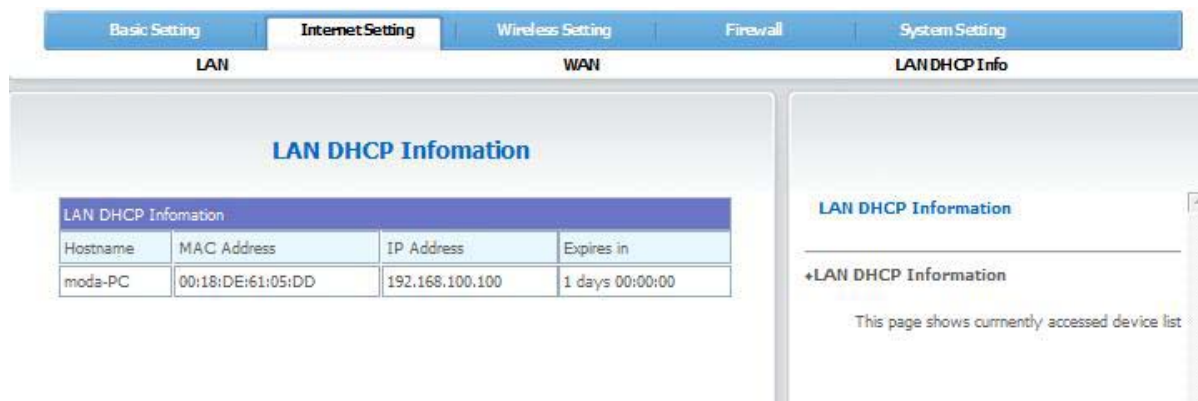 Basic Setting Internet Setting Wireless Setting Firewall System Setting
LAN WAN LAN DHCP Info
LAN DHCP Infomation
LAN DHCP Infomation
Hostname MAC Address IP Address Expires in
moda-PC 00:18:DE:61:05:DD 192.168.100.100 1 days 00:00:00
LAN DHCP Information
LAN DHCP Information
This page shows currnently accessed device list